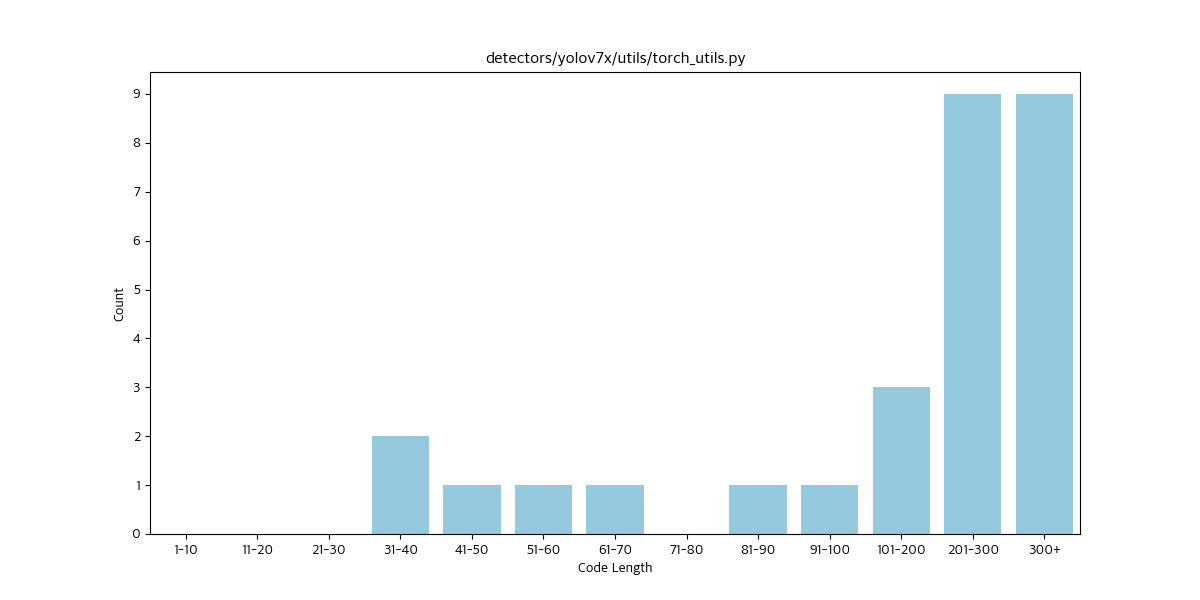 detectors/yolov7x/utils/torch_utils.py
9
8
7
6
5
4
3
2
1
0
Count
1-10 11-20 21-30 31-40 41-50 51-60 61-70 71-80 81-90 91-100 101-200 201-300 300+
Code Length